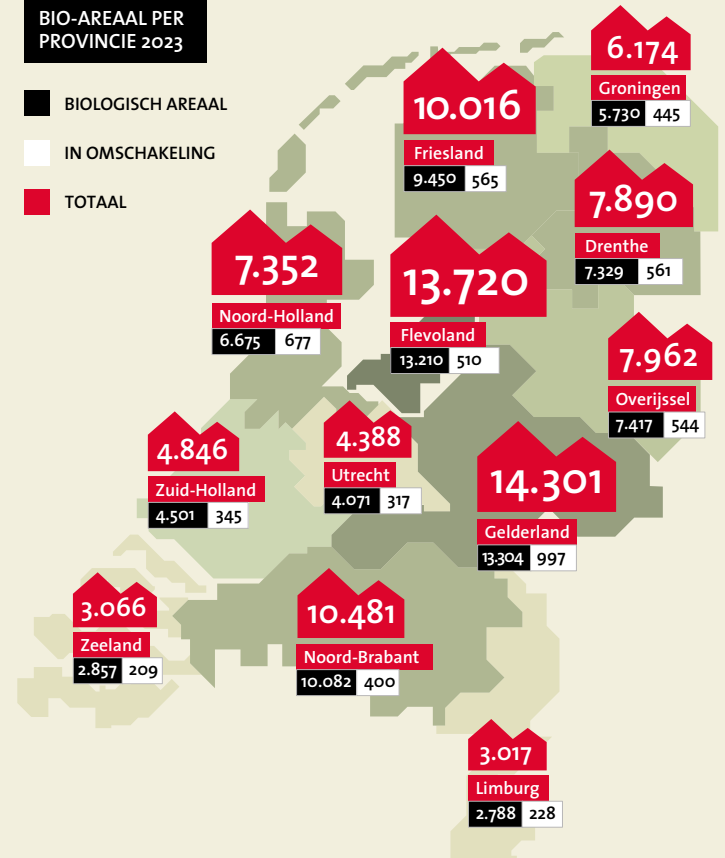 BIO-AREAAL PER
PROVINCIE 2023
BIOLOGISCH AREAAL
IN OMSCHAKELING
TOTAAL
6.174
Groningen
5.730 445
10.016
Friesland
9.450 565
7.890
Drenthe
7.329 561
7.352
Noord-Holland
6.675 677
13.720
Flevoland
13.210 510
7.962
Overijssel
7.417 544
4.846
Zuid-Holland
4.501 345
4.388
Utrecht
4.071 317
14.301
Gelderland
13.304 997
3.066
Zeeland
2.857 209
10.481
Noord-Brabant
10.082 400
3.017
Limburg
2.788 228